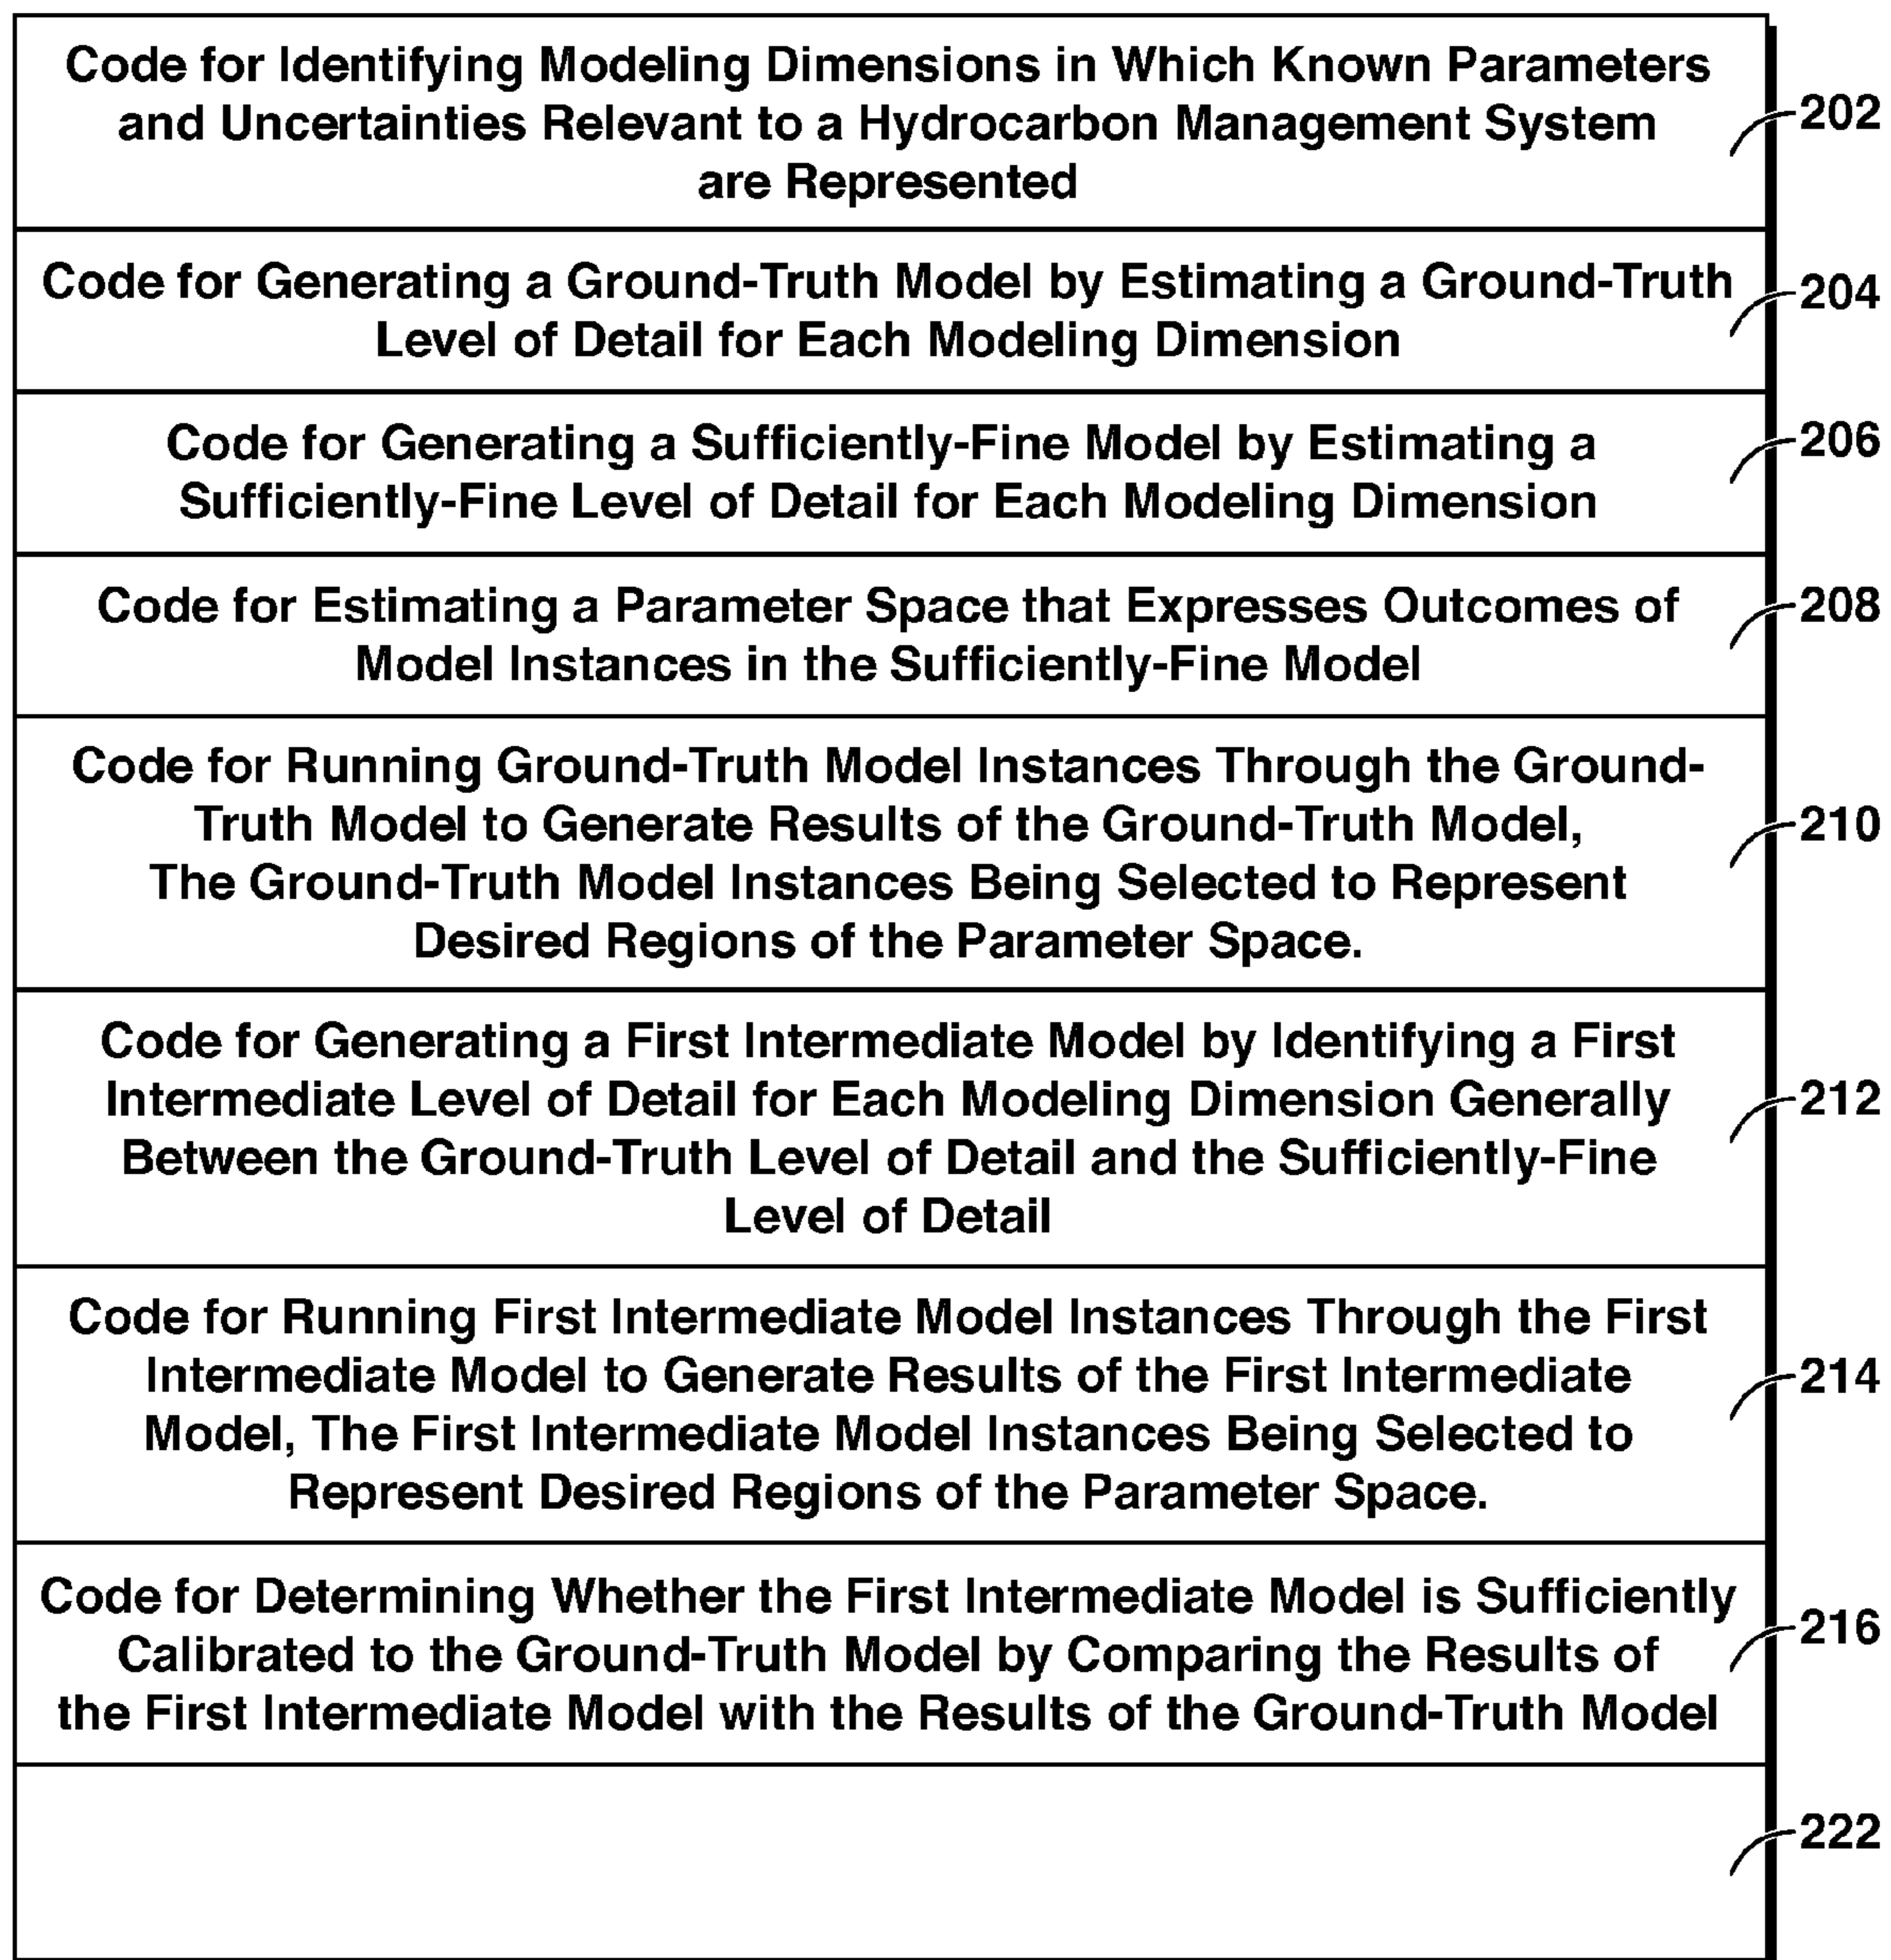 Code for Identifying Modeling Dimensions in Which Known Parameters
and Uncertainties Relevant to a Hydrocarbon Management System
are Represented
202
Code for Generating a Ground-Truth Model by Estimating a Ground-Truth
Level of Detail for Each Modeling Dimension
204
Code for Generating a Sufficiently-Fine Model by Estimating a
Sufficiently-Fine Level of Detail for Each Modeling Dimension
206
Code for Estimating a Parameter Space that Expresses Outcomes of
Model Instances in the Sufficiently-Fine Model
208
Code for Running Ground-Truth Model Instances Through the Ground-
Truth Model to Generate Results of the Ground-Truth Model,
The Ground-Truth Model Instances Being Selected to Represent
Desired Regions of the Parameter Space.
210
Code for Generating a First Intermediate Model by Identifying a First
Intermediate Level of Detail for Each Modeling Dimension Generally
Between the Ground-Truth Level of Detail and the Sufficiently-Fine
Level of Detail
212
Code for Running First Intermediate Model Instances Through the First
Intermediate Model to Generate Results of the First Intermediate
Model, The First Intermediate Model Instances Being Selected to
Represent Desired Regions of the Parameter Space.
214
Code for Determining Whether the First Intermediate Model is Sufficiently
Calibrated to the Ground-Truth Model by Comparing the Results of
the First Intermediate Model with the Results of the Ground-Truth Model
216
222